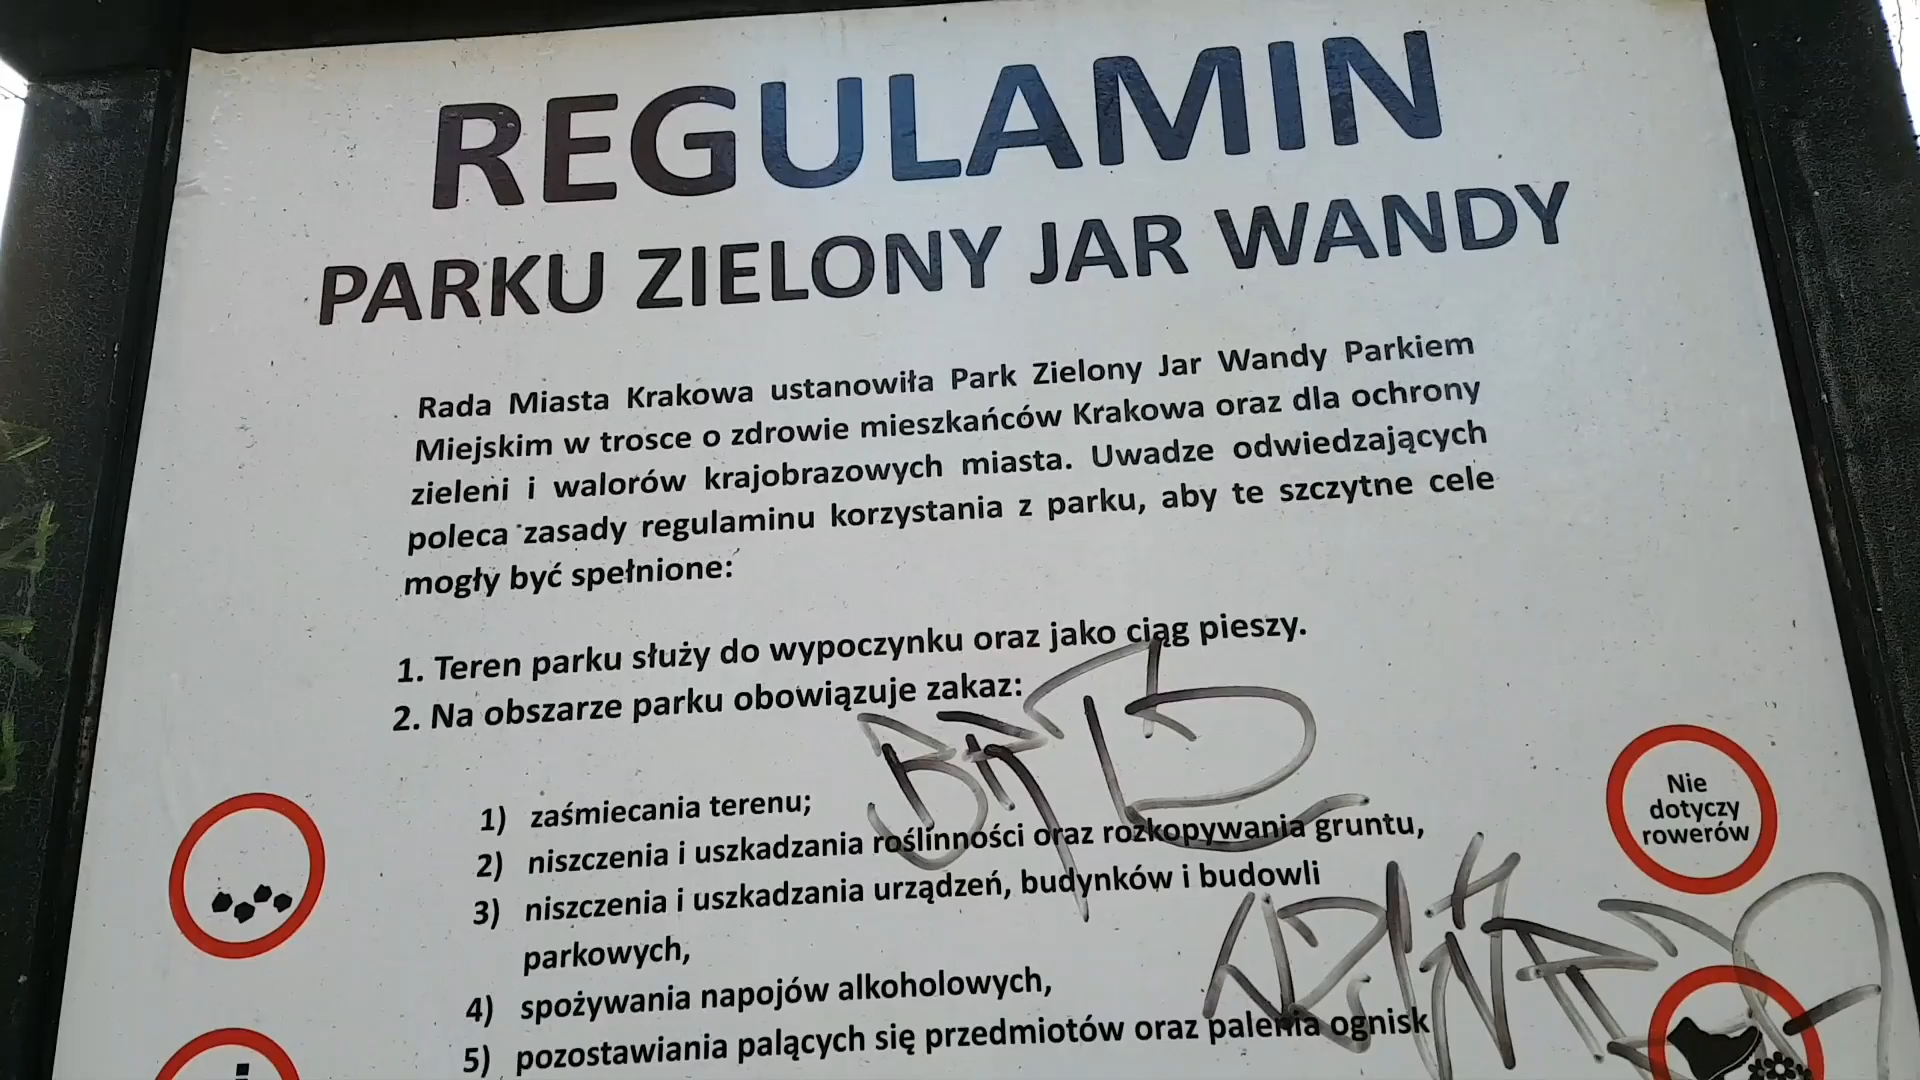 REGULAMIN
PARKU ZIELONY JAR WANDY
Rada Miasta Krakowa ustanowiła Park Zielony Jar Wandy Parkiem
Miejskim w trosce o zdrowie mieszkańców Krakowa oraz dla ochrony
zieleni i walorów krajobrazowych miasta. Uwadze odwiedzających
poleca zasady regulaminu korzystania z parku, aby te szczytne cele
mogły być spełnione:
1. Teren parku służy do wypoczynku oraz jako ciąg pieszy.
2. Na obszarze parku obowiązuje zakaz:
1) zaśmiecania terenu;
2) niszczenia i uszkadzania roślinności oraz rozkopywania gruntu,
3) niszczenia i uszkadzania urządzeń, budynków i budowli
parkowych,
4) spożywania napojów alkoholowych,
5) pozostawiania palących się przedmiotów oraz palenia ognisk
Nie
dotyczy
rowerów